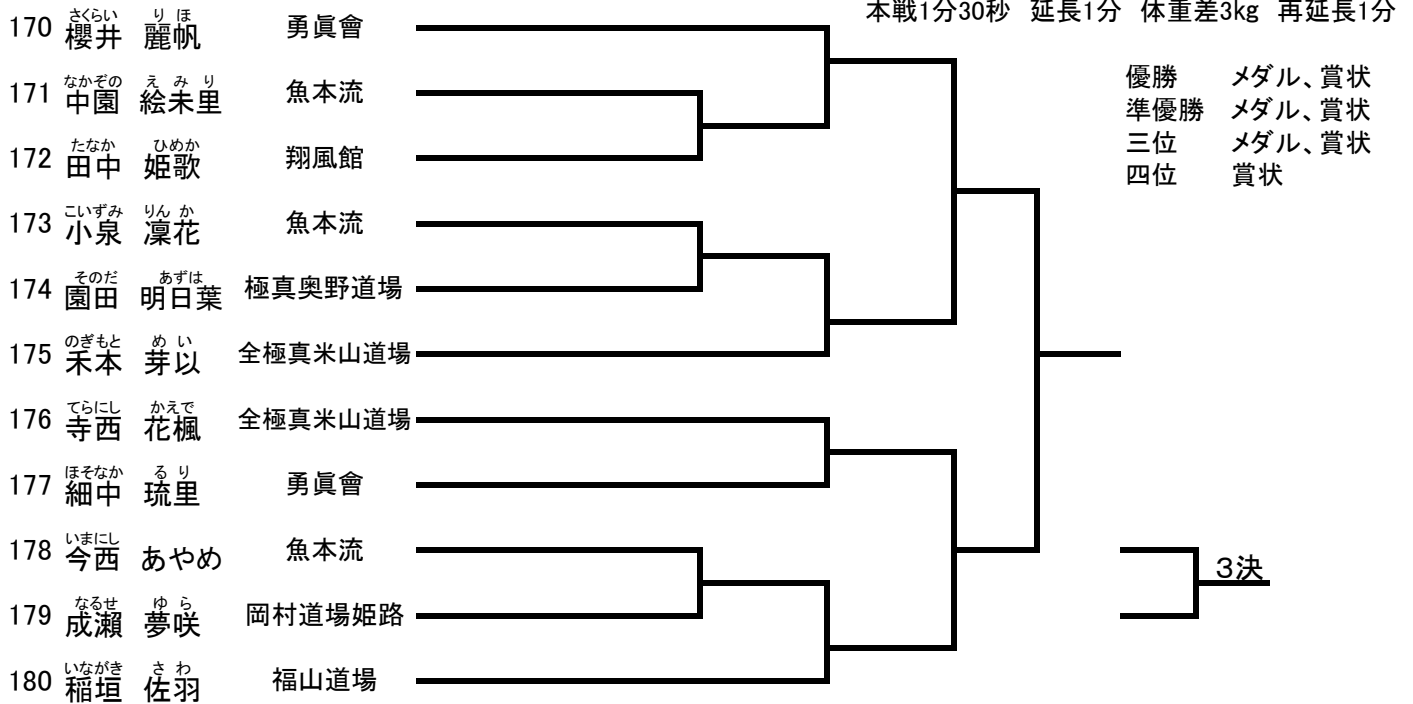 本戦1分30秒 延長1分 体重差3kg 再延長1分
さくらい りほ
170 櫻井 麗帆 勇眞會
なかぞの えみり
171 中園 絵未里 魚本流
たなか ひめか
172 田中 姫歌 翔風館
こいずみ りんか
173 小泉 凜花 魚本流
そのだ あずは
174 園田 明日葉 極真奥野道場
のぎもと めい
175 禾本 芽以 全極真米山道場
てらにし かえで
176 寺西 花楓 全極真米山道場
ほそなか るり
177 細中 琉里 勇眞會
いまにし
178 今西 あやめ 魚本流
なるせ ゆら
179 成瀬 夢咲 岡村道場姫路
いながき さわ
180 稲垣 佐羽 福山道場
優勝 メダル、賞状
準優勝 メダル、賞状
三位 メダル、賞状
四位 賞状
3決